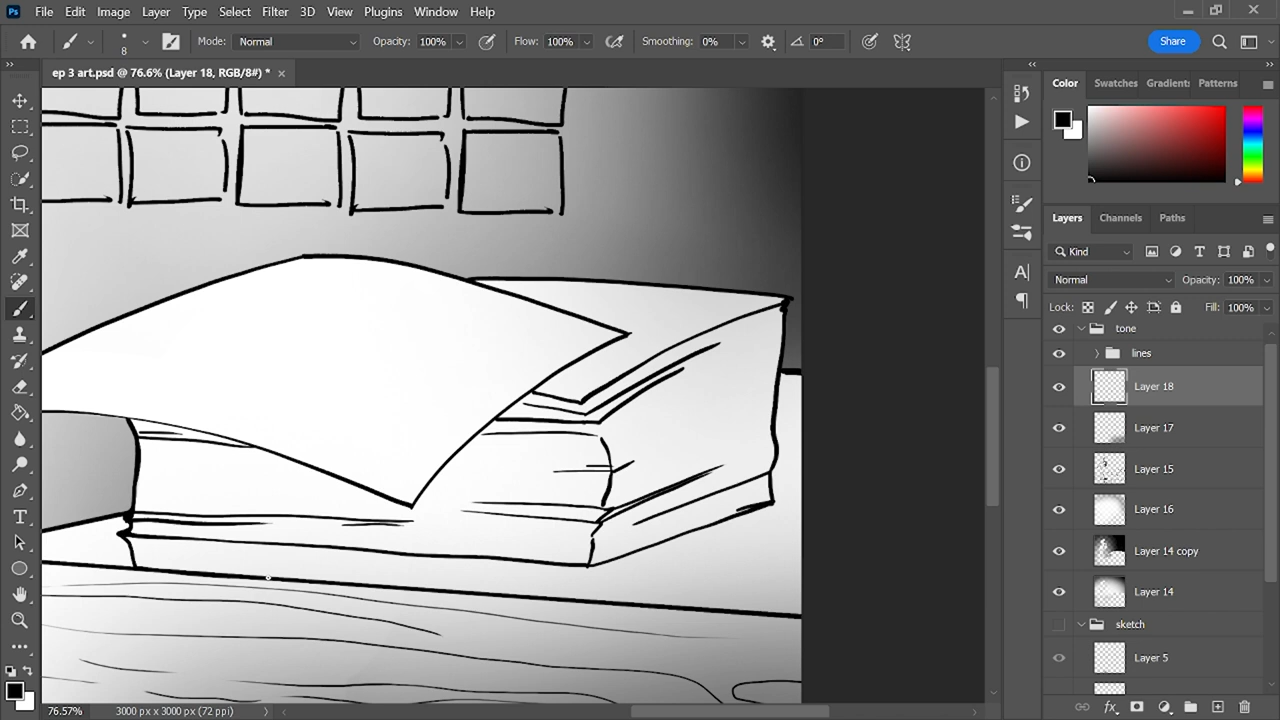 Ps File Edit Image Layer Type Select Filter 3D View Plugins Window Help
8 Mode: Normal Opacity: 100% Flow: 100% Smoothing: 0% 0° Share
ep 3 art.psd @ 76.6% (Layer 18, RGB/8#) *
Color Swatches Gradient Patterns
Layers Channels Paths
Kind
Normal Opacity: 100%
Lock: Fill: 100%
tone
lines
Layer 18
Layer 17
Layer 15
Layer 16
Layer 14 copy
Layer 14
sketch
Layer 5
76.57% 3000 px x 3000 px (72 ppi)